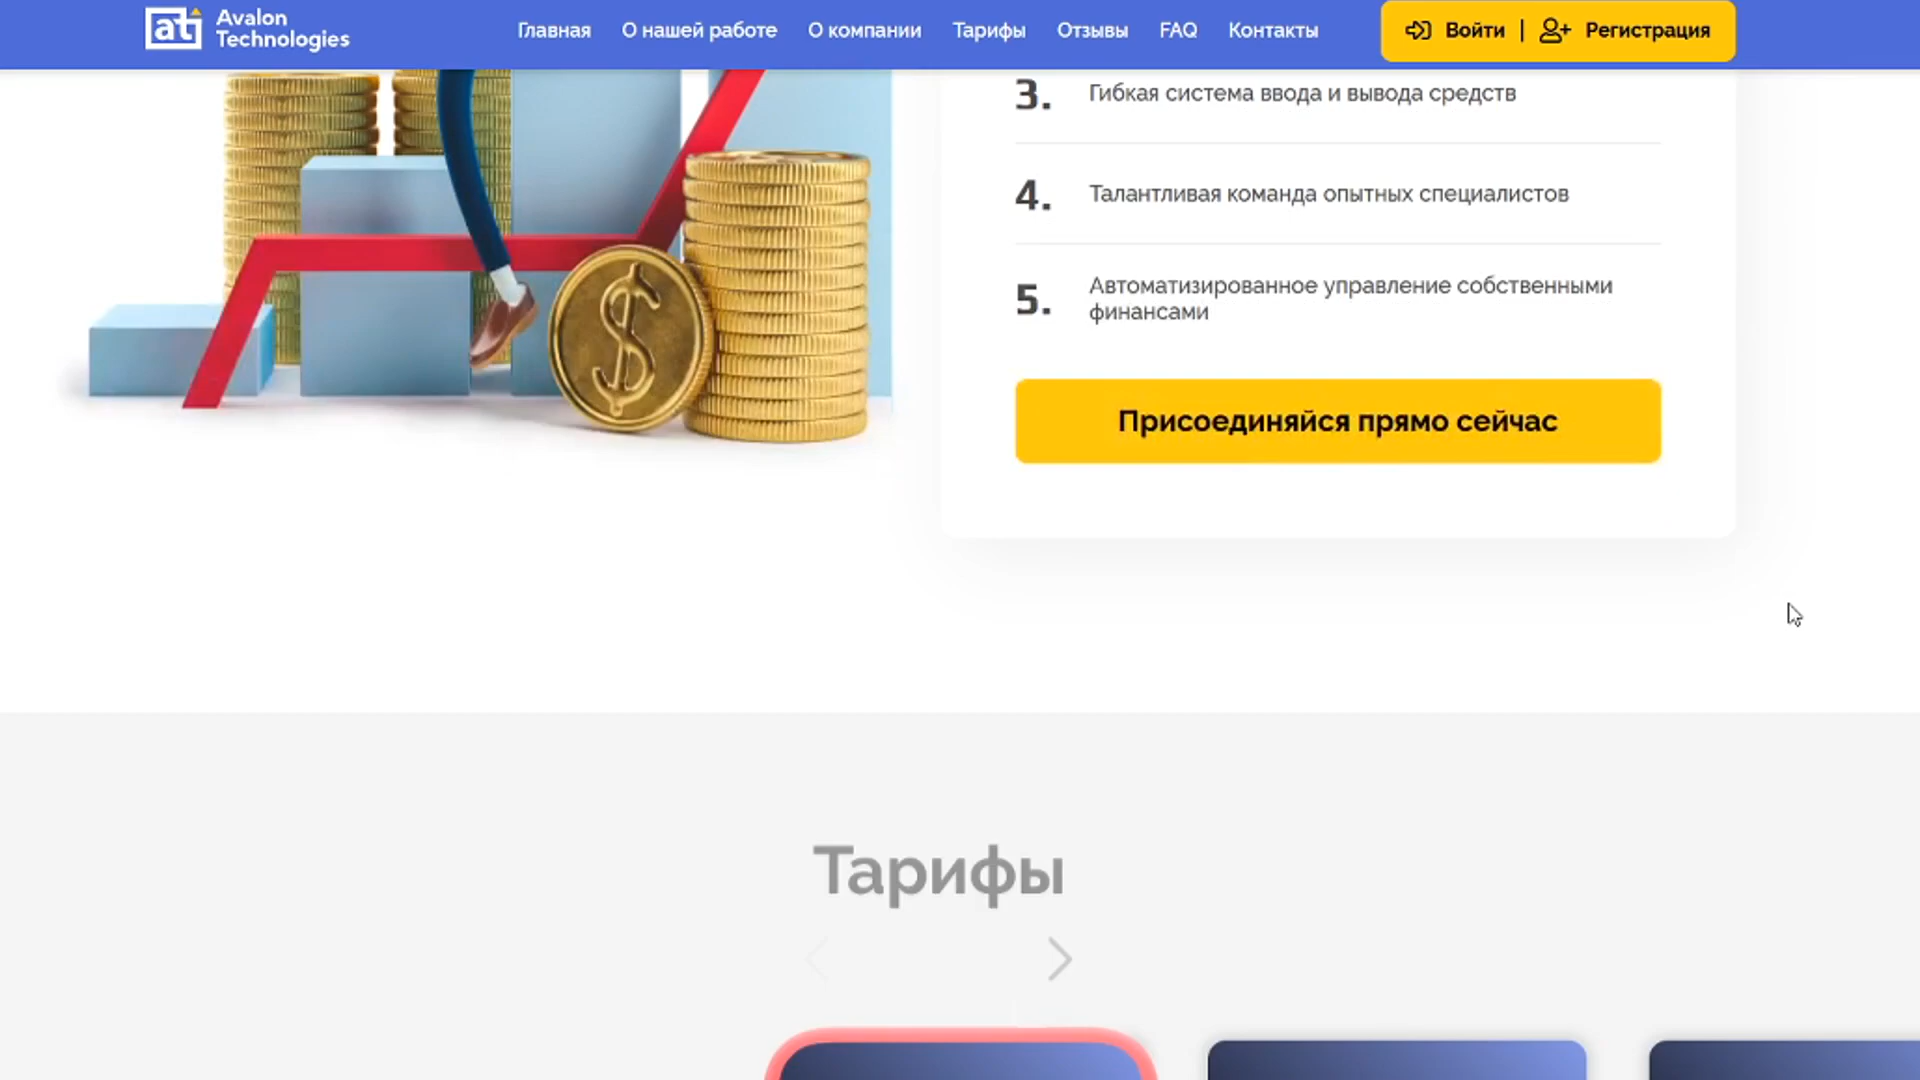 at Avalon
Technologies
Главная О нашей работе О компании Тарифы Отзывы FAQ Контакты Войти | Регистрация
3. Гибкая система ввода и вывода средств
4. Талантливая команда опытных специалистов
5. Автоматизированное управление собственными
финансами
$
Присоединяйся прямо сейчас
Тарифы